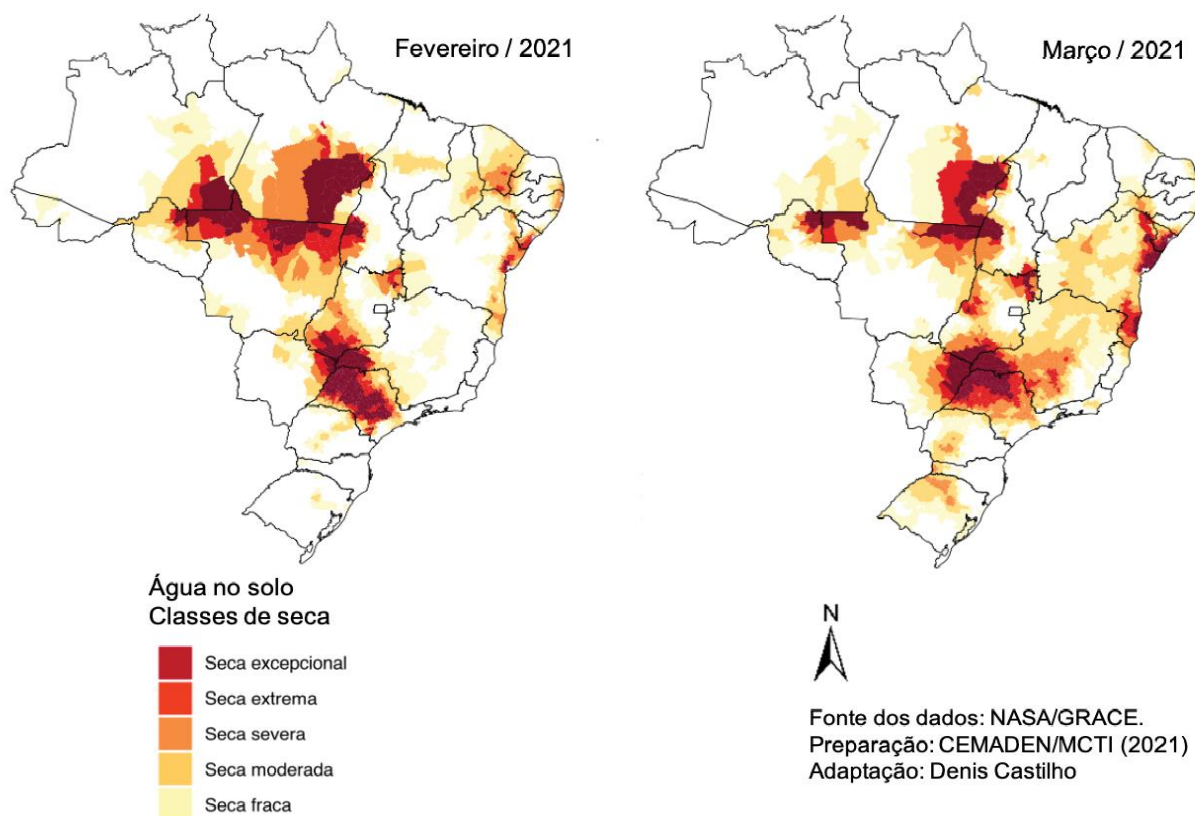 Fevereiro / 2021
Março / 2021
Água no solo
Classes de seca
Seca excepcional
Seca extrema
Seca severa
Seca moderada
Seca fraca
N
Fonte dos dados: NASA/GRACE.
Preparação: CEMADEN/MCTI (2021)
Adaptação: Denis Castilho